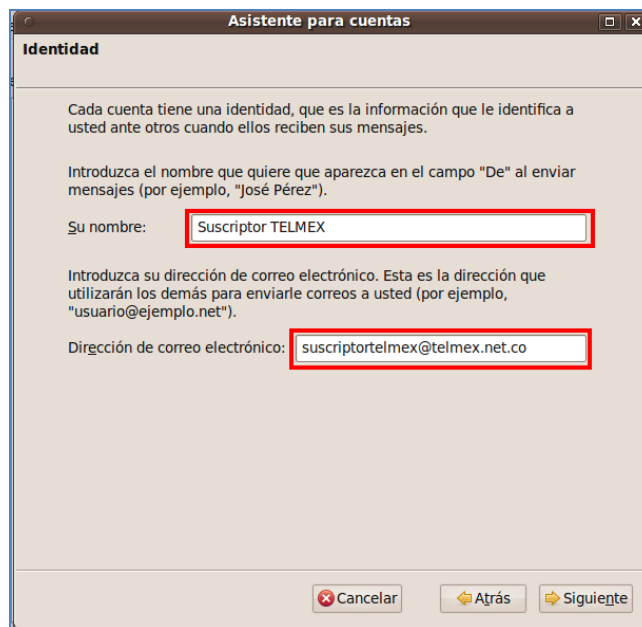 Asistente para cuentas
Identidad
Cada cuenta tiene una identidad, que es la información que le identifica a
usted ante otros cuando ellos reciben sus mensajes.
Introduzca el nombre que quiere que aparezca en el campo "De" al enviar
mensajes (por ejemplo, "José Pérez").
Su nombre: Suscriptor TELMEX
Introduzca su dirección de correo electrónico. Esta es la dirección que
utilizarán los demás para enviarle correos a usted (por ejemplo,
"usuario@ejemplo.net").
Dirección de correo electrónico: suscriptortelmex@telmex.net.co
Cancelar Atrás Siguiente